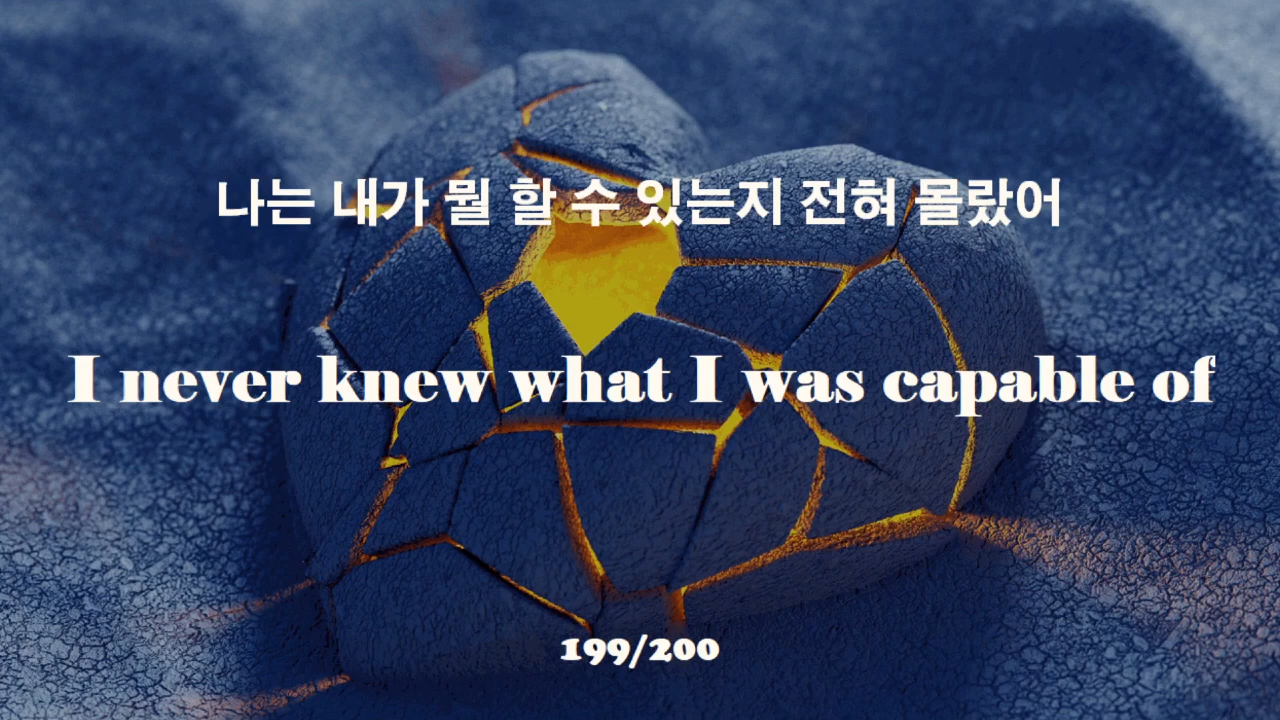 나는 내가 뭘 할 수 있는지 전혀 몰랐어
I never knew what I was capable of
199/200